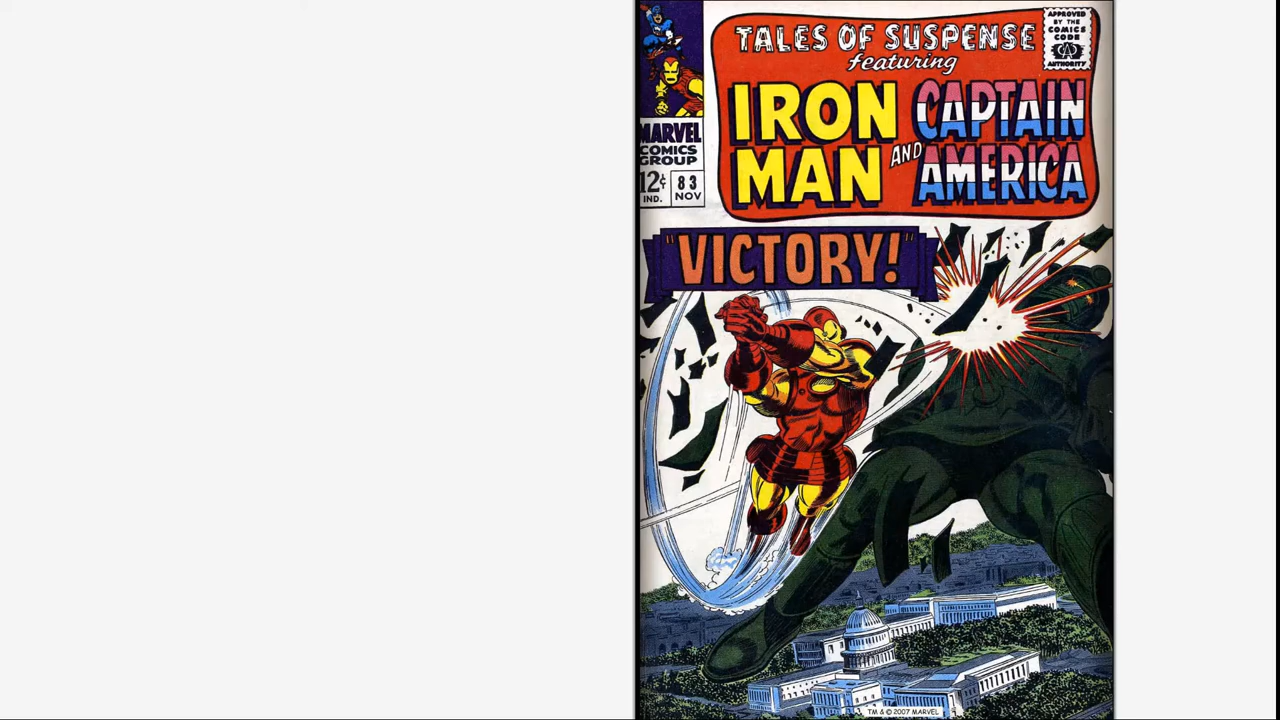 TALES OF SUSPENSE
featuring
IRON MAN AND CAPTAIN AMERICA
APPROVED
BY THE
COMICS
CODE
CA
AUTHORITY
MARVEL
COMICS
GROUP
12¢
IND.
83
NOV
"VICTORY!"
TM & © 2007 MARVEL